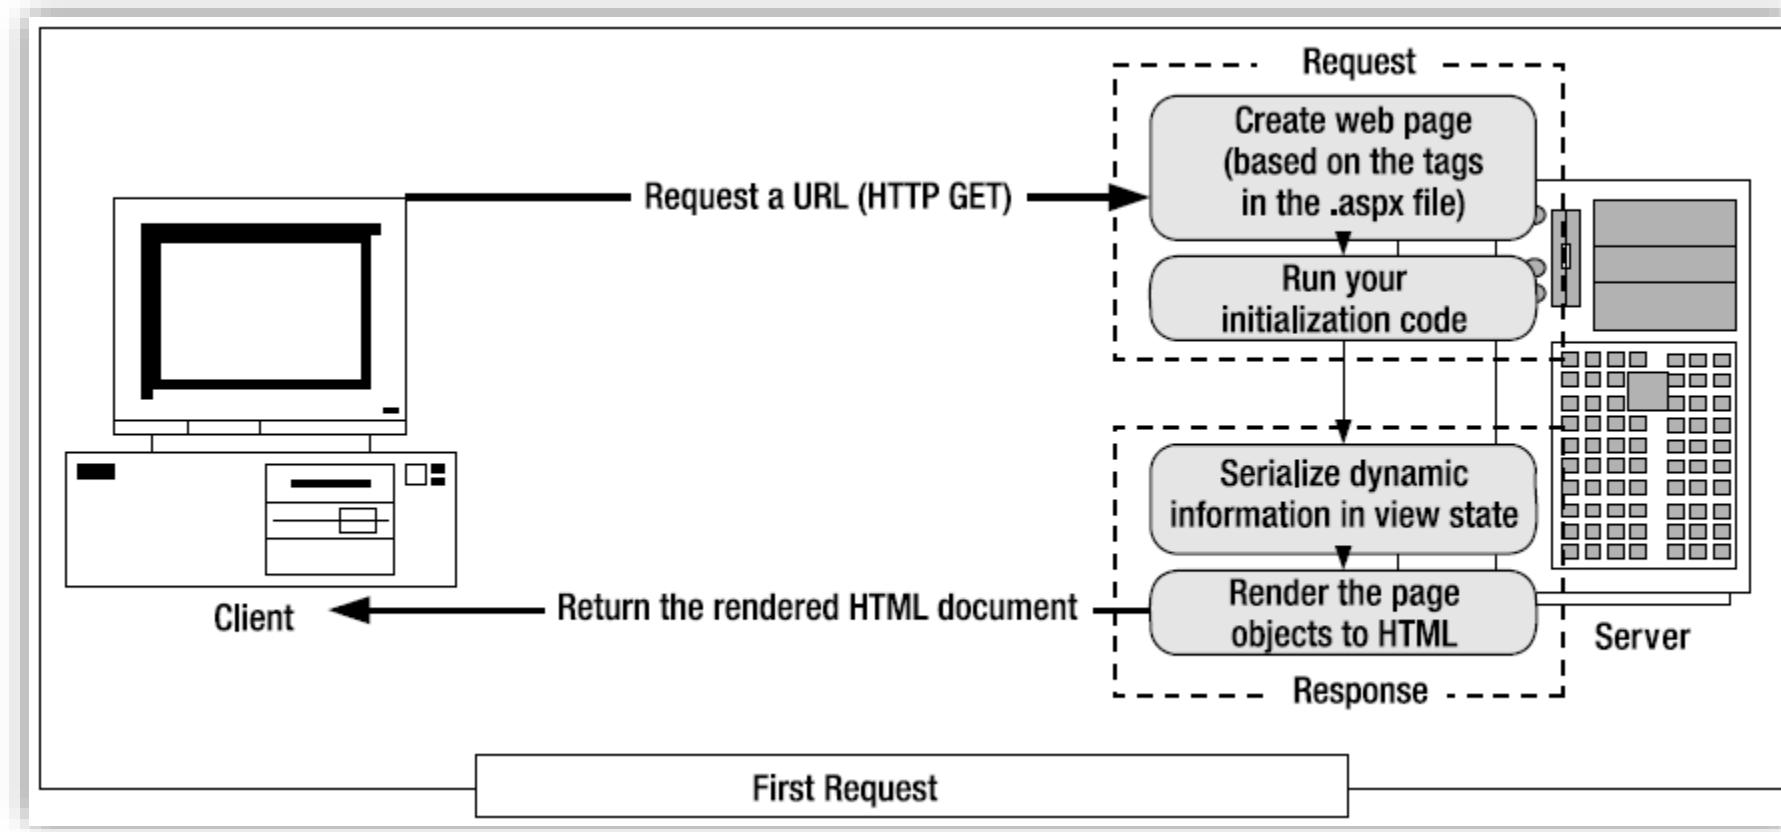 Request
Create web page
(based on the tags
in the .aspx file)
Request a URL (HTTP GET)
Run your
initialization code
Serialize dynamic
information in view state
Render the page
objects to HTML
Return the rendered HTML document
Client
Server
Response
First Request